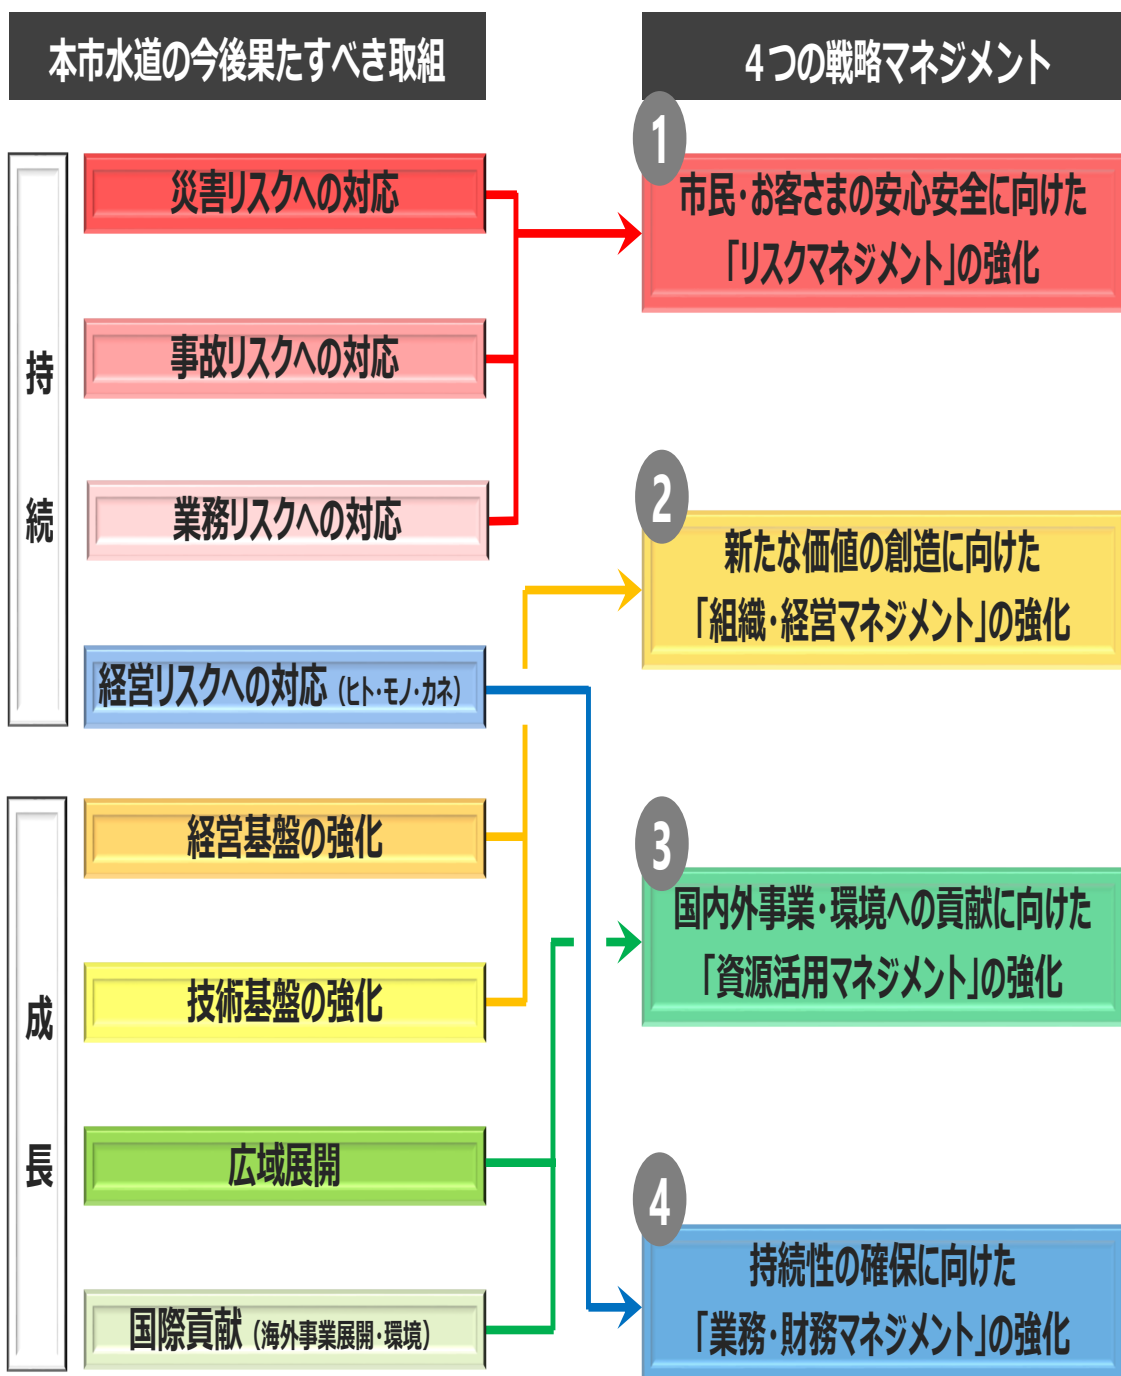 本市水道の今後果たすべき取組
4つの戦略マネジメント
持続
災害リスクへの対応
事故リスクへの対応
業務リスクへの対応
経営リスクへの対応（ヒト・モノ・カネ）
成長
経営基盤の強化
技術基盤の強化
広域展開
国際貢献（海外事業展開・環境）
1
市民・お客さまの安心安全に向けた
「リスクマネジメント」の強化
2
新たな価値の創造に向けた
「組織・経営マネジメント」の強化
3
国内外事業・環境への貢献に向けた
「資源活用マネジメント」の強化
4
持続性の確保に向けた
「業務・財務マネジメント」の強化